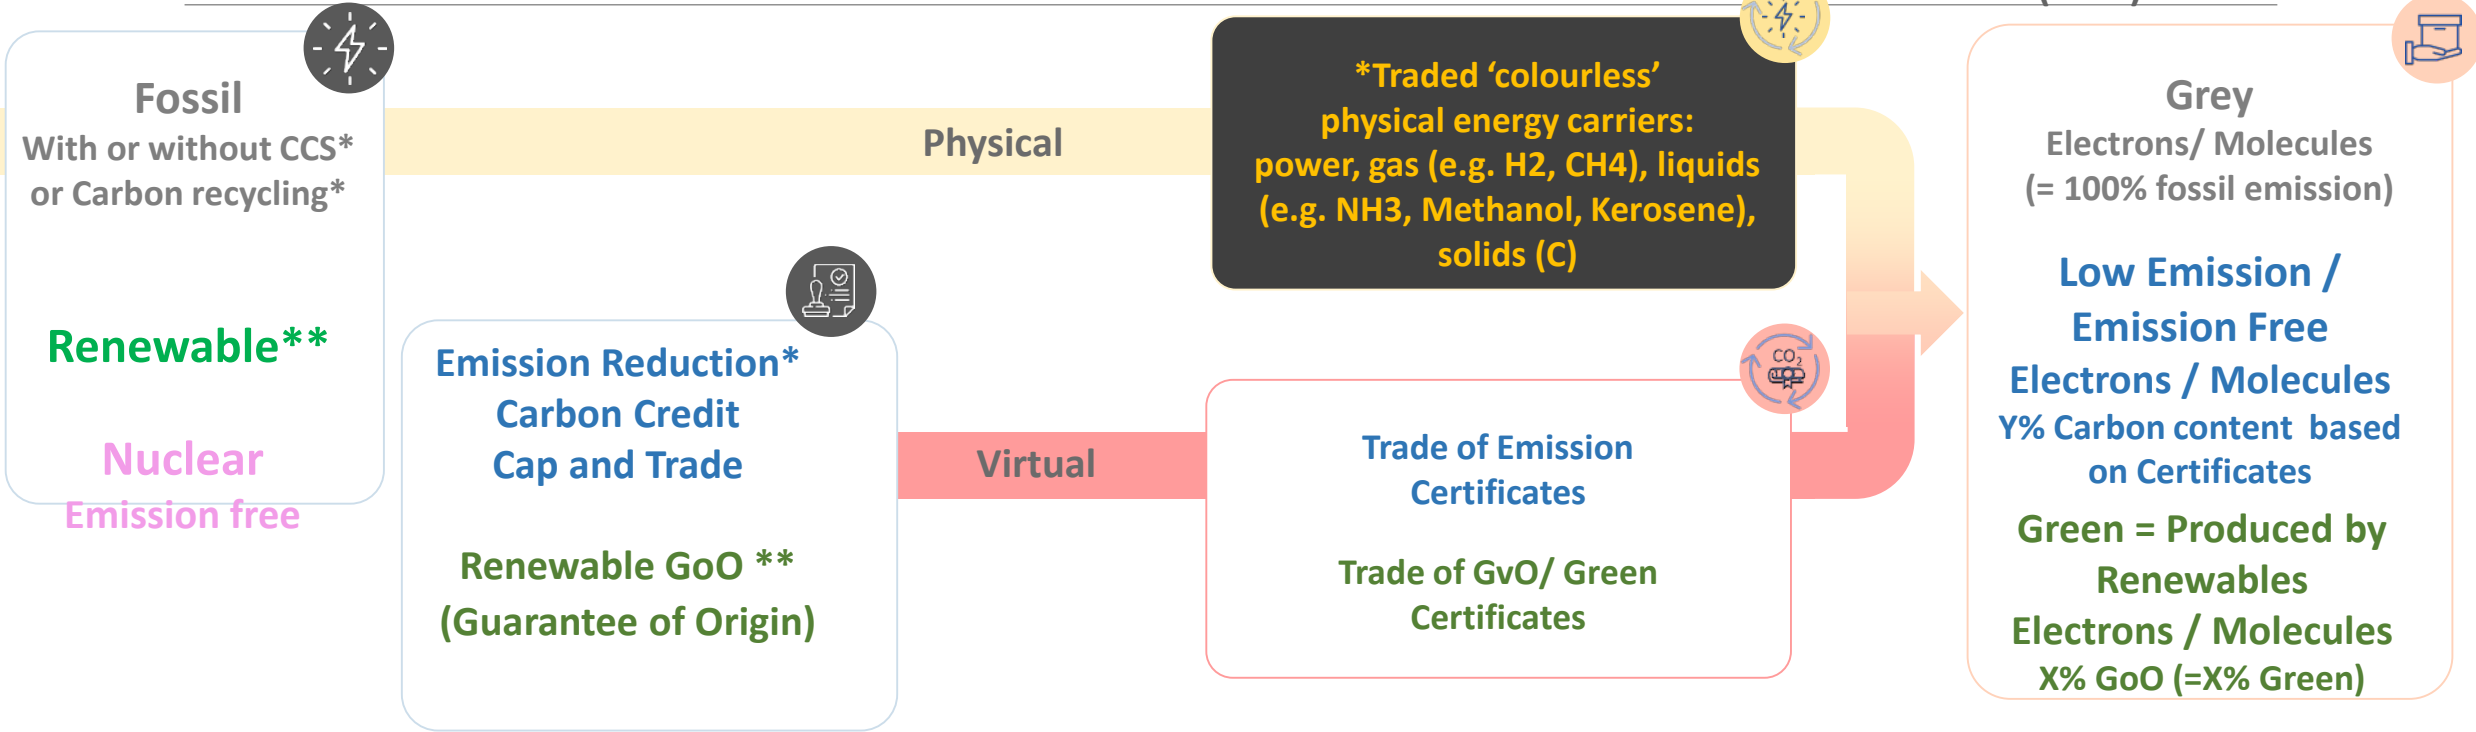 Fossil
With or without CCS*
or Carbon recycling*
Renewable**
Nuclear
Emission free
Emission Reduction*
Carbon Credit
Cap and Trade
Renewable GoO **
(Guarantee of Origin)
Physical
Virtual
*Traded ‘colourless’
physical energy carriers:
power, gas (e.g. H2, CH4), liquids
(e.g. NH3, Methanol, Kerosene),
solids (C)
CO2
Trade of Emission
Certificates
Trade of GvO/ Green
Certificates
Grey
Electrons/ Molecules
(= 100% fossil emission)
Low Emission /
Emission Free
Electrons / Molecules
Y% Carbon content based
on Certificates
Green = Produced by
Renewables
Electrons / Molecules
X% GoO (=X% Green)